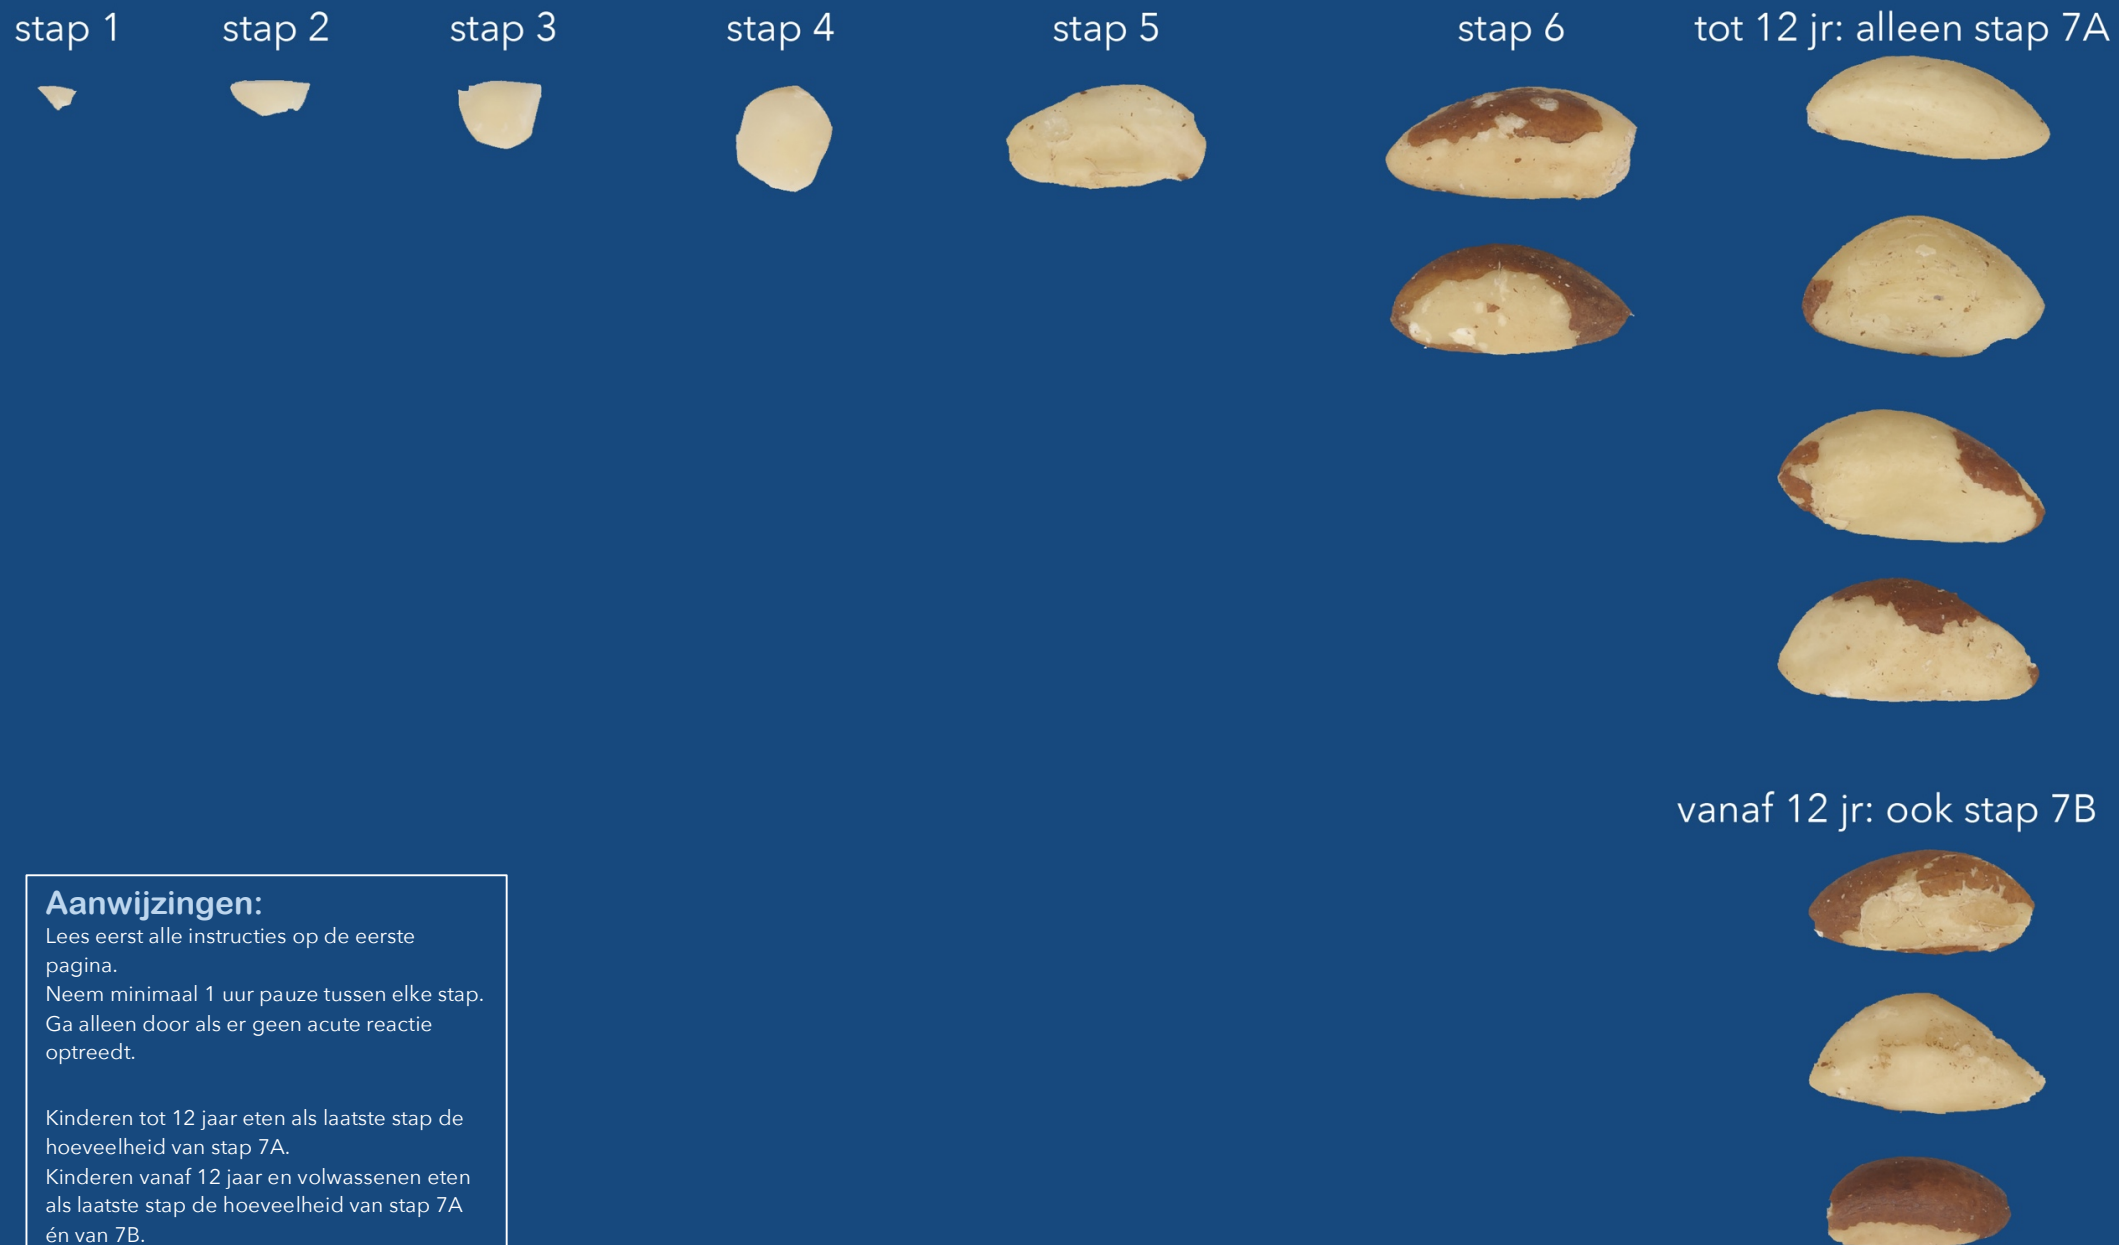 stap 1
stap 2
stap 3
stap 4
stap 5
stap 6
tot 12 jr: alleen stap 7A
vanaf 12 jr: ook stap 7B
Aanwijzingen:
Lees eerst alle instructies op de eerste
pagina.
Neem minimaal 1 uur pauze tussen elke stap.
Ga alleen door als er geen acute reactie
optreedt.
Kinderen tot 12 jaar eten als laatste stap de
hoeveelheid van stap 7A.
Kinderen vanaf 12 jaar en volwassenen eten
als laatste stap de hoeveelheid van stap 7A
én van 7B.